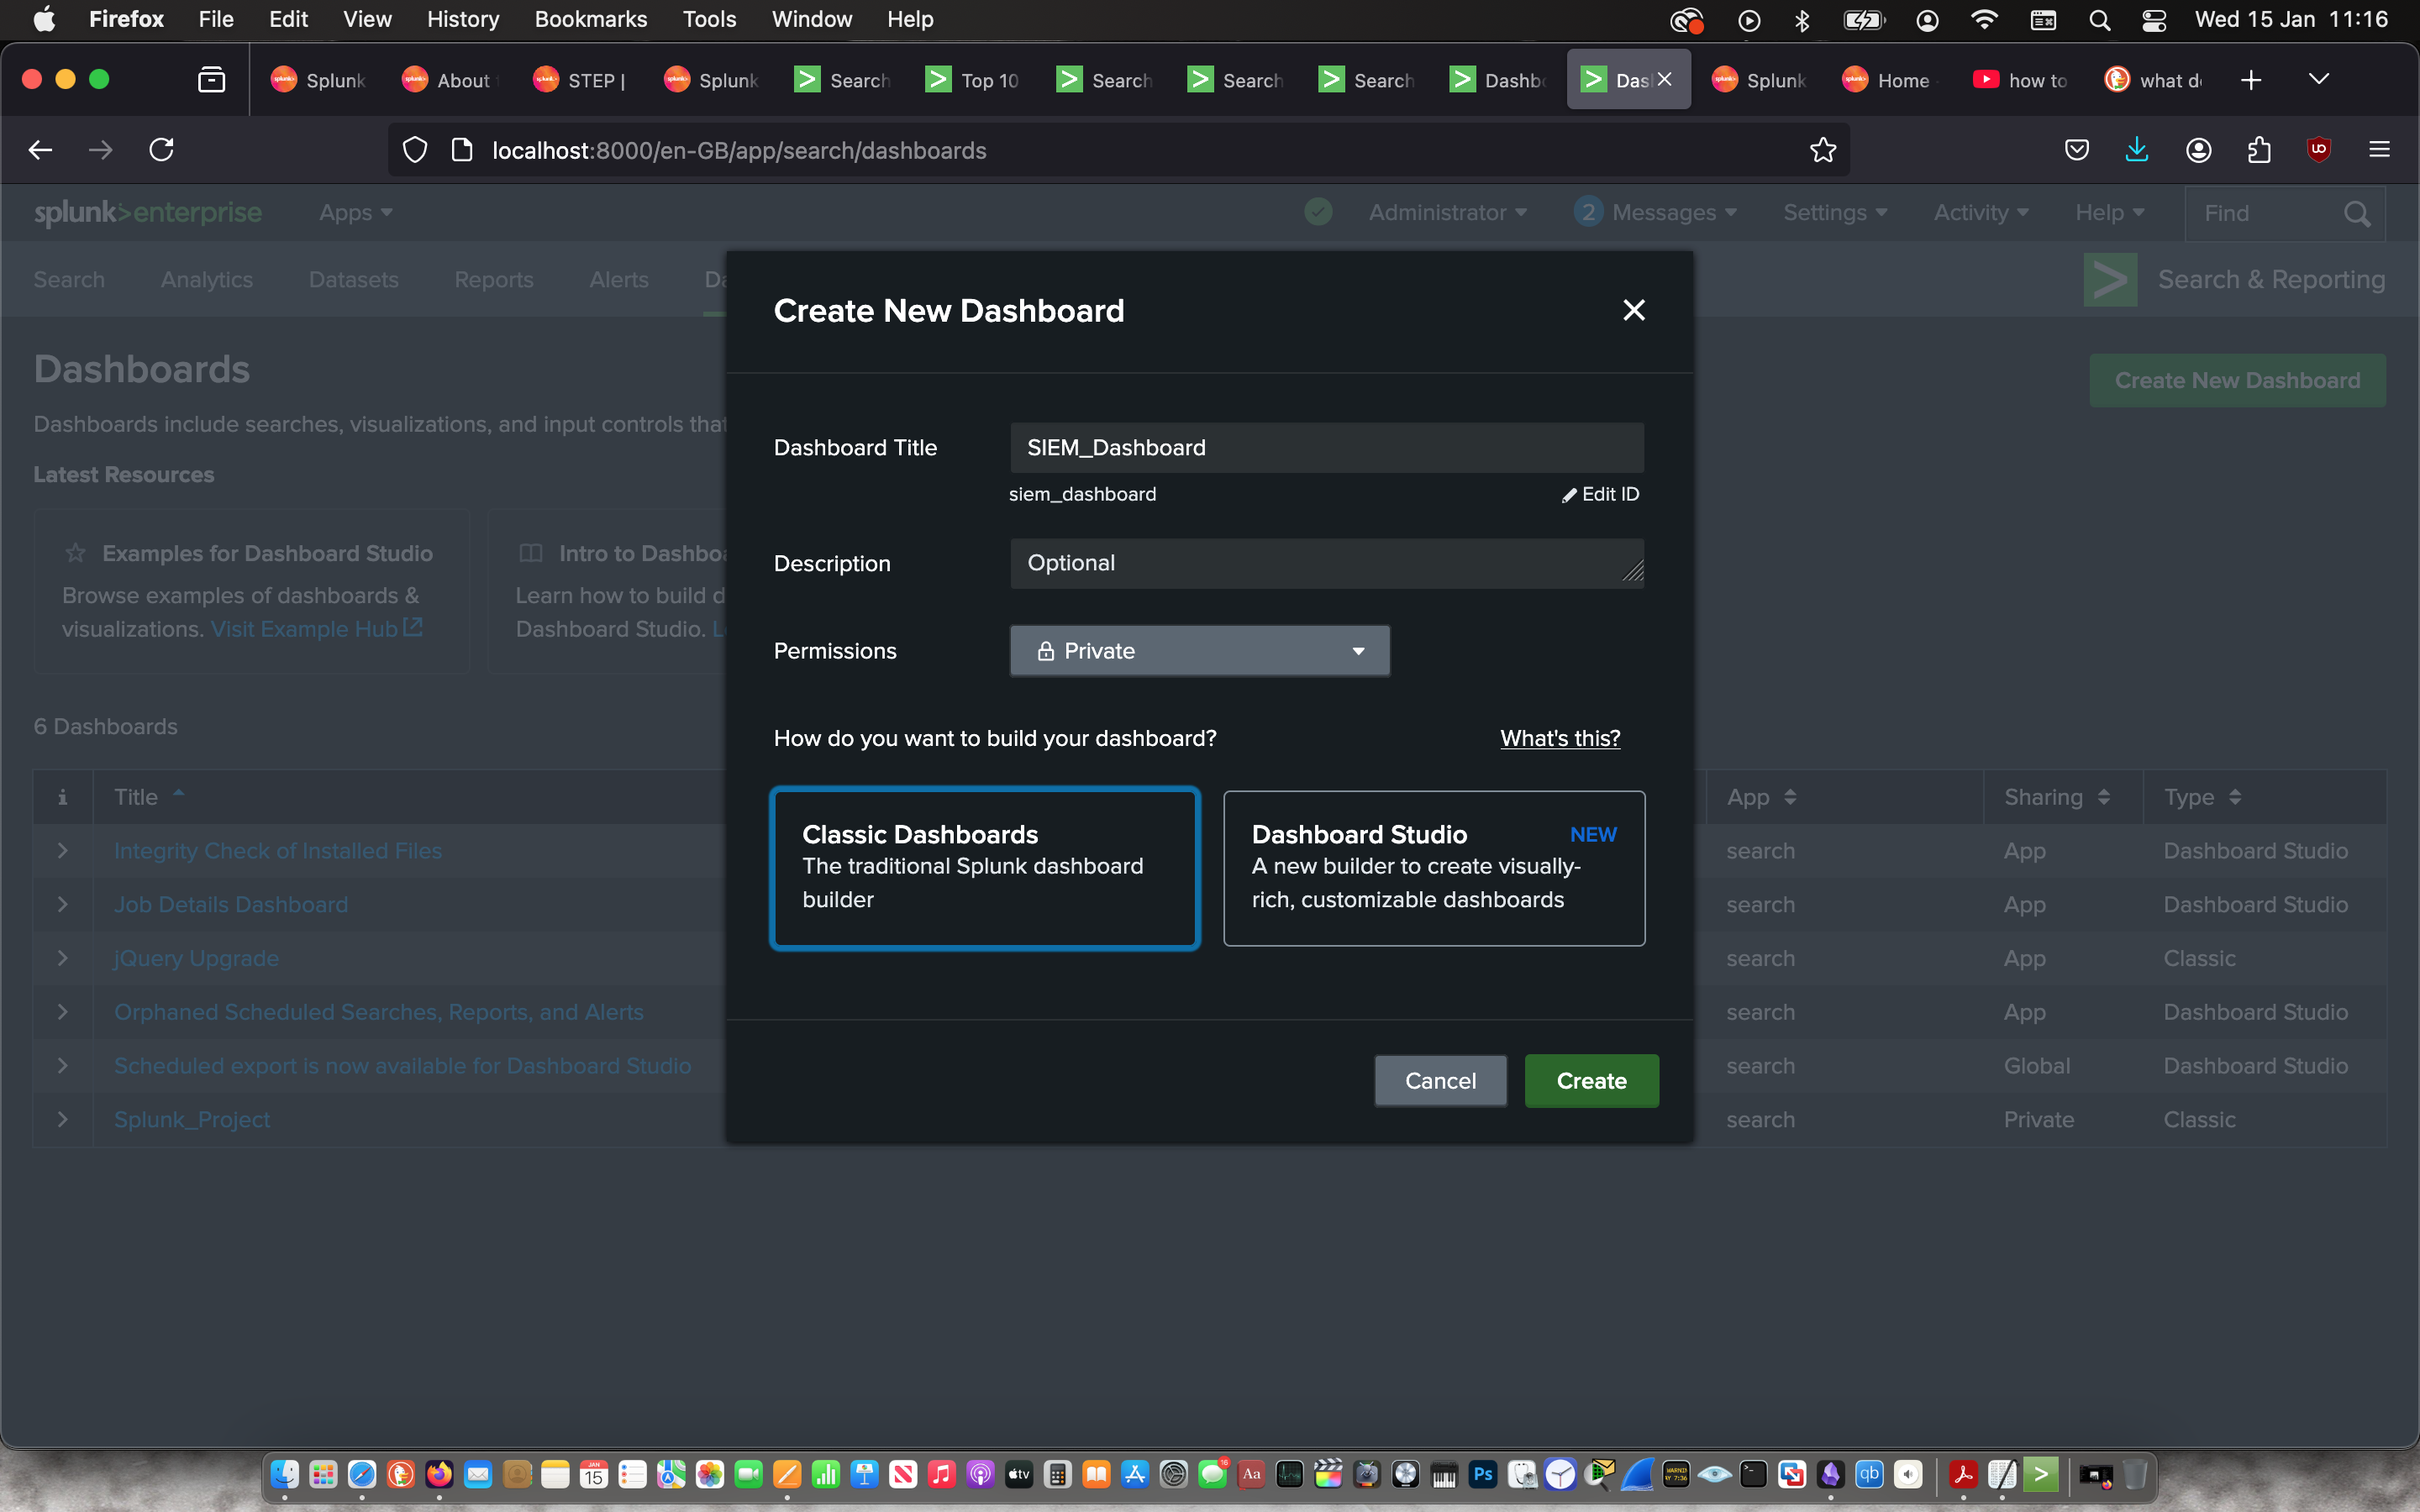 Firefox File Edit View History Bookmarks Tools Window Help
Wed 15 Jan 11:16
Splunk
About
STEP |
Splunk
Search
Top 10
Search
Search
Search
Dashb
Das
Splunk
Home
how to
what d
localhost:8000/en-GB/app/search/dashboards
splunk>enterprise
Apps
Administrator
2 Messages
Settings
Activity
Help
Find
Search
Analytics
Datasets
Reports
Alerts
Da
Search & Reporting
Dashboards
Create New Dashboard
Dashboards include searches, visualizations, and input controls that
Latest Resources
Examples for Dashboard Studio
Browse examples of dashboards &
visualizations. Visit Example Hub
Intro to Dashboa
Learn how to build d
Dashboard Studio. L
6 Dashboards
i Title App Sharing Type
Integrity Check of Installed Files search App Dashboard Studio
Job Details Dashboard search App Dashboard Studio
jQuery Upgrade search App Classic
Orphaned Scheduled Searches, Reports, and Alerts search App Dashboard Studio
Scheduled export is now available for Dashboard Studio search Global Dashboard Studio
Splunk_Project search Private Classic
Create New Dashboard
Dashboard Title
SIEM_Dashboard
siem_dashboard
Edit ID
Description
Optional
Permissions
Private
How do you want to build your dashboard?
What's this?
Classic Dashboards
The traditional Splunk dashboard
builder
Dashboard Studio NEW
A new builder to create visually-
rich, customizable dashboards
Cancel
Create
JAN
15
tv
16
Aa
Ps
qb